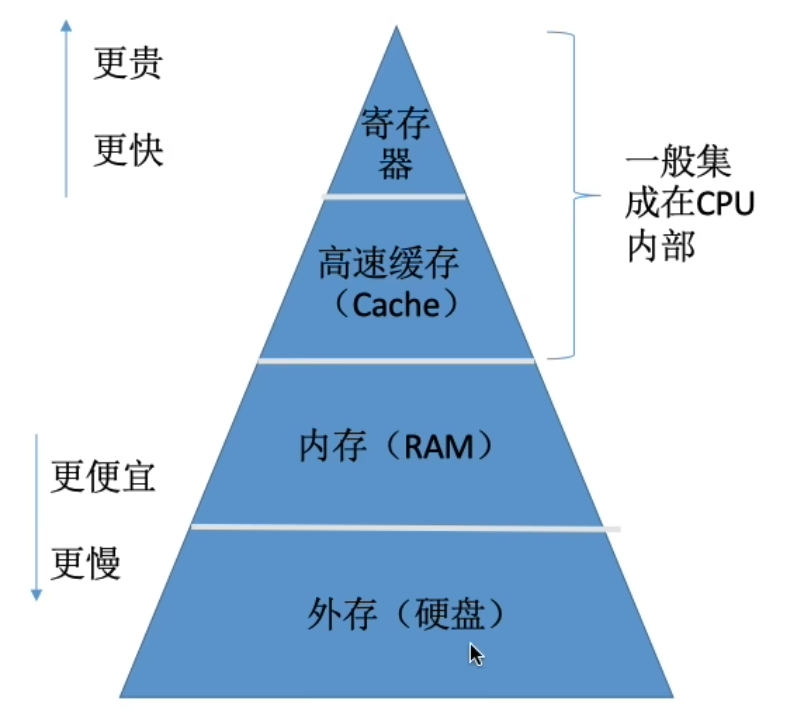 更贵
更快
寄存
器
高速缓存
（Cache）
一般集
成在CPU
内部
内存（RAM）
更便宜
更慢
外存（硬盘）